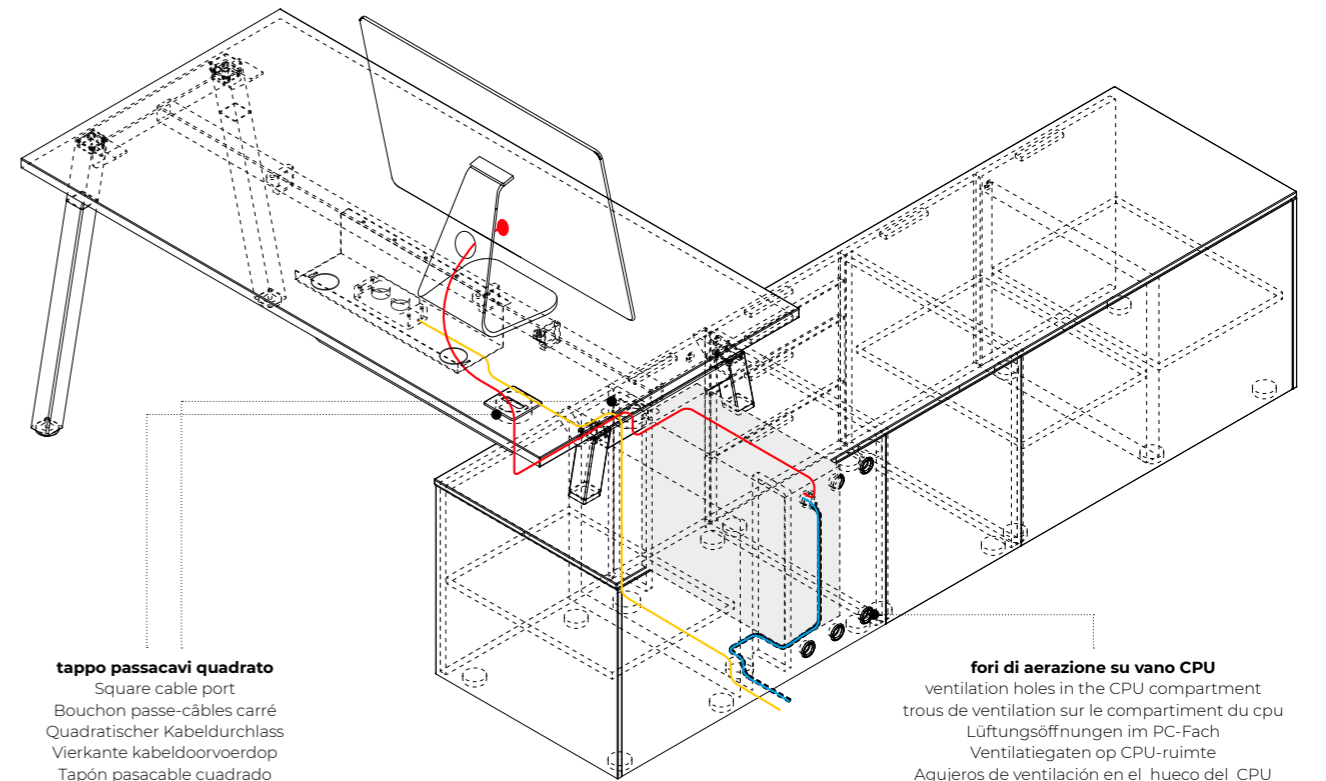 tappo passacavi quadrato
Square cable port
Bouchon passe-câbles carré
Quadratischer Kabeldurchlass
Vierkante kabeldoorvoerdop
Tapón pasacable cuadrado
fori di aerazione su vano CPU
ventilation holes in the CPU compartment
trous de ventilation sur le compartiment du cpu
Lüftungsöffnungen im PC-Fach
Ventilatiegaten op CPU-ruimte
Agujeros de ventilación en el hueco del CPU